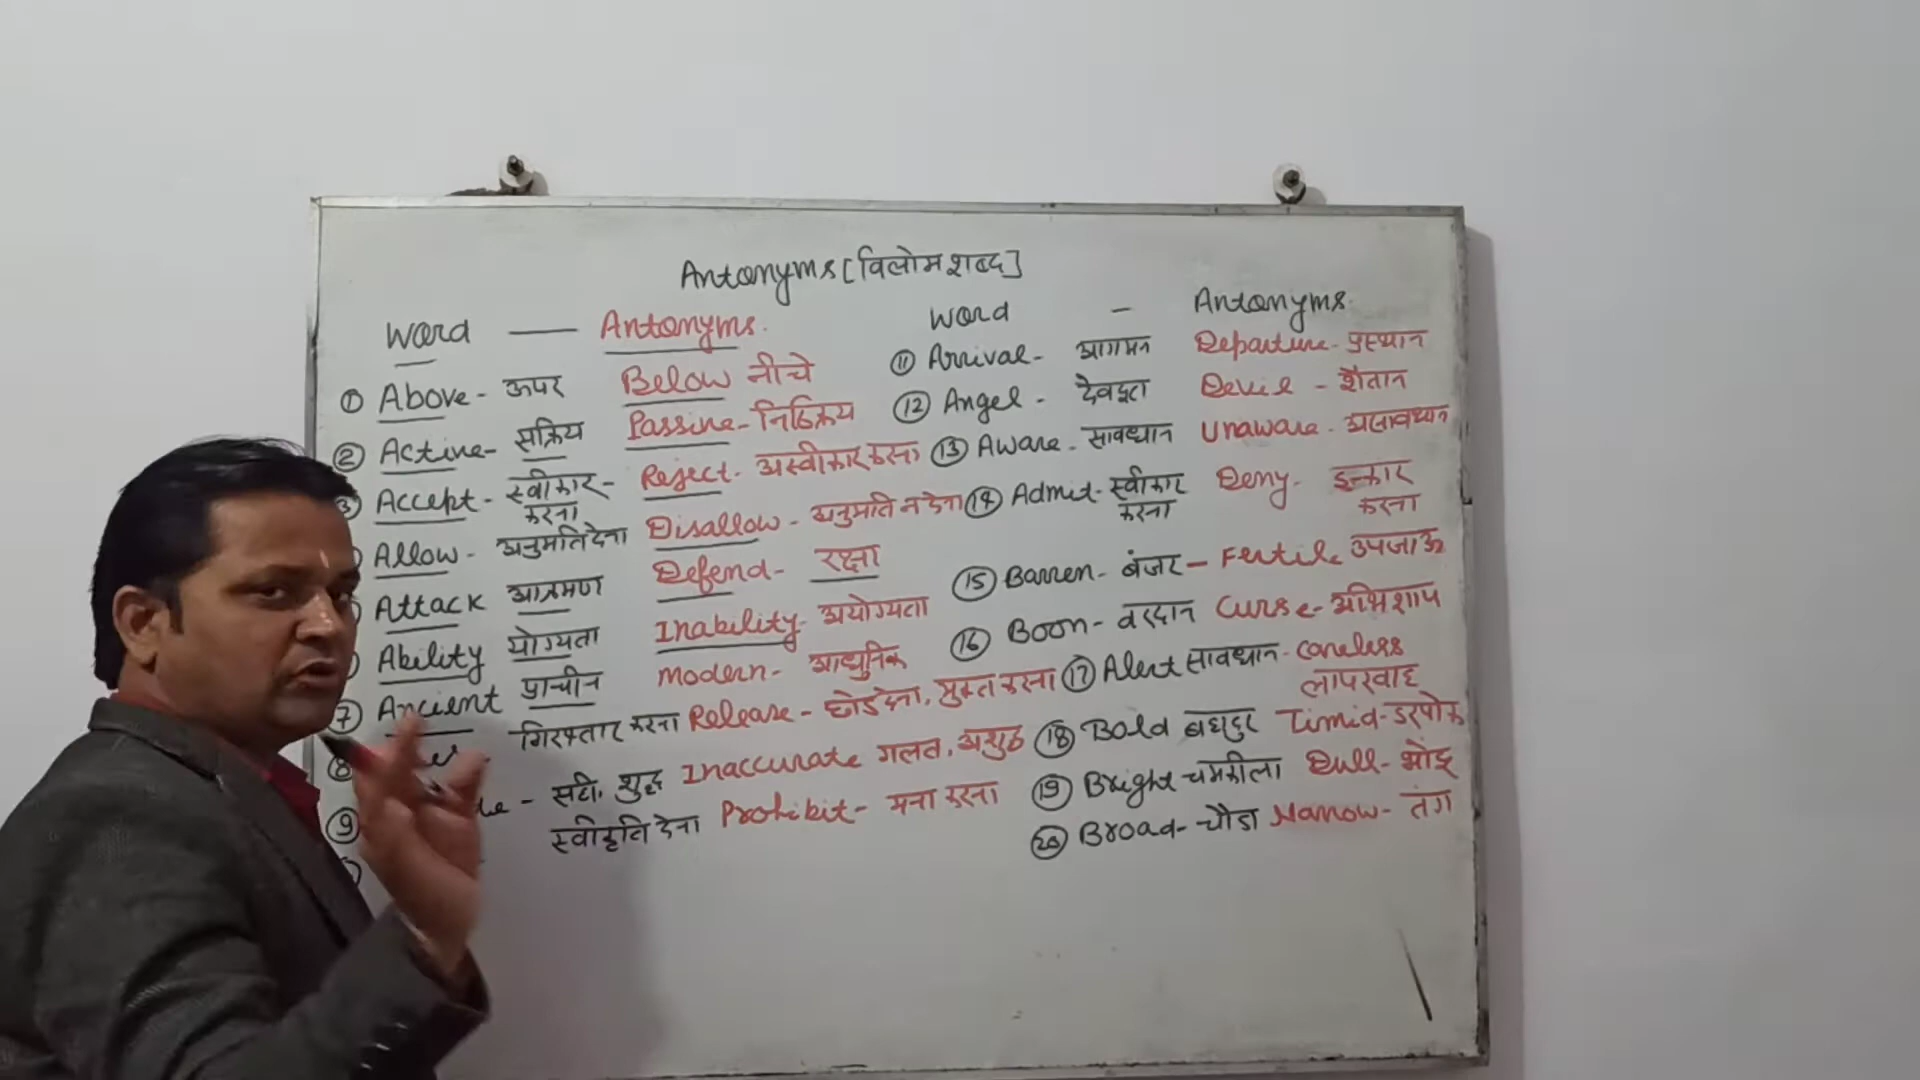 Antonyms [विलोम शब्द]
Word — Antonyms.
① Above - ऊपर Below नीचे
② Active - सक्रिय Passive - निष्क्रिय
③ Accept - स्वीकार - Reject - अस्वीकार करना
करना
Allow - अनुमति देना Disallow - अनुमति न देना
Attack आक्रमण Defend - रक्षा
Ability योग्यता Inability - अयोग्यता
⑦ Ancient प्राचीन Modern - आधुनिक
⑧ गिरफ्तार करना Release - छोड़ देना, मुक्त करना
⑨ - सही, शुद्ध Inaccurate गलत, अशुद्ध
स्वीकृति देना Prohibit - मना करना
Word - Antonyms
⑪ Arrival - आगमन Departure - प्रस्थान
⑫ Angel - देवदूत Devil - शैतान
⑬ Aware - सावधान Unaware - असावधान
⑭ Admit - स्वीकार Deny - इन्कार
करना करना
⑮ Barren - बंजर - Fertile उपजाऊ
⑯ Boon - वरदान Curse - अभिशाप
⑰ Alert सावधान - Careless
लापरवाह
⑱ Bold बहादुर Timid - डरपोक
⑲ Bright - चमकीला Dull - भोंदू
⑳ Broad - चौडा Narrow - तंग